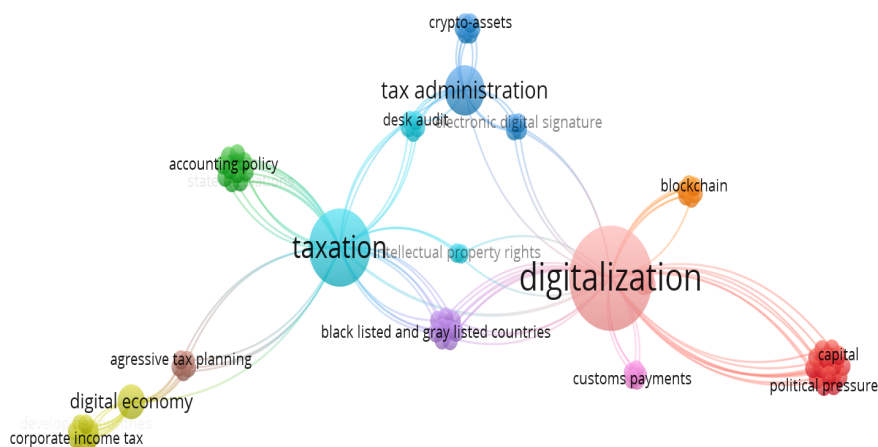 crypto-assets
tax administration
desk audit
electronic digital signature
accounting policy
blockchain
taxation
intellectual property rights
digitalization
black listed and gray listed countries
agressive tax planning
capital
customs payments
political pressure
digital economy
corporate income tax